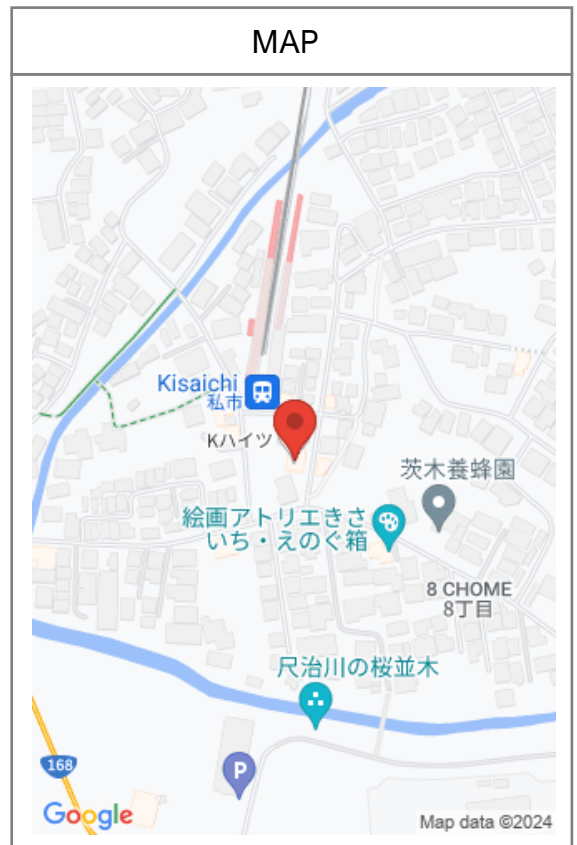 MAP
Kisaichi
私市
Kハイツ
茨木養蜂園
絵画アトリエきさ
いち・えのぐ箱
8 CHOME
8丁目
尺治川の桜並木
168
P
Google
Map data ©2024